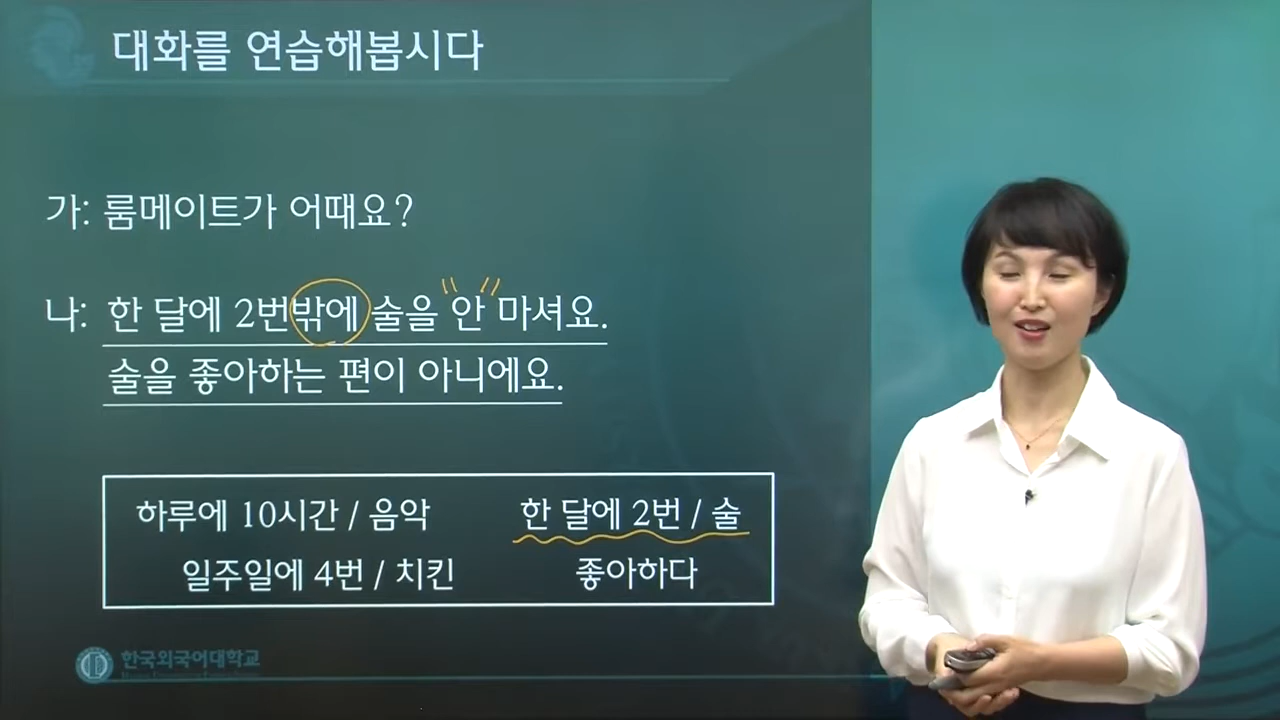 대화를 연습해봅시다
가: 룸메이트가 어때요?
나: 한 달에 2번밖에 술을 안 마셔요.
술을 좋아하는 편이 아니에요.
하루에 10시간 / 음악 한 달에 2번 / 술
일주일에 4번 / 치킨 좋아하다
한국외국어대학교